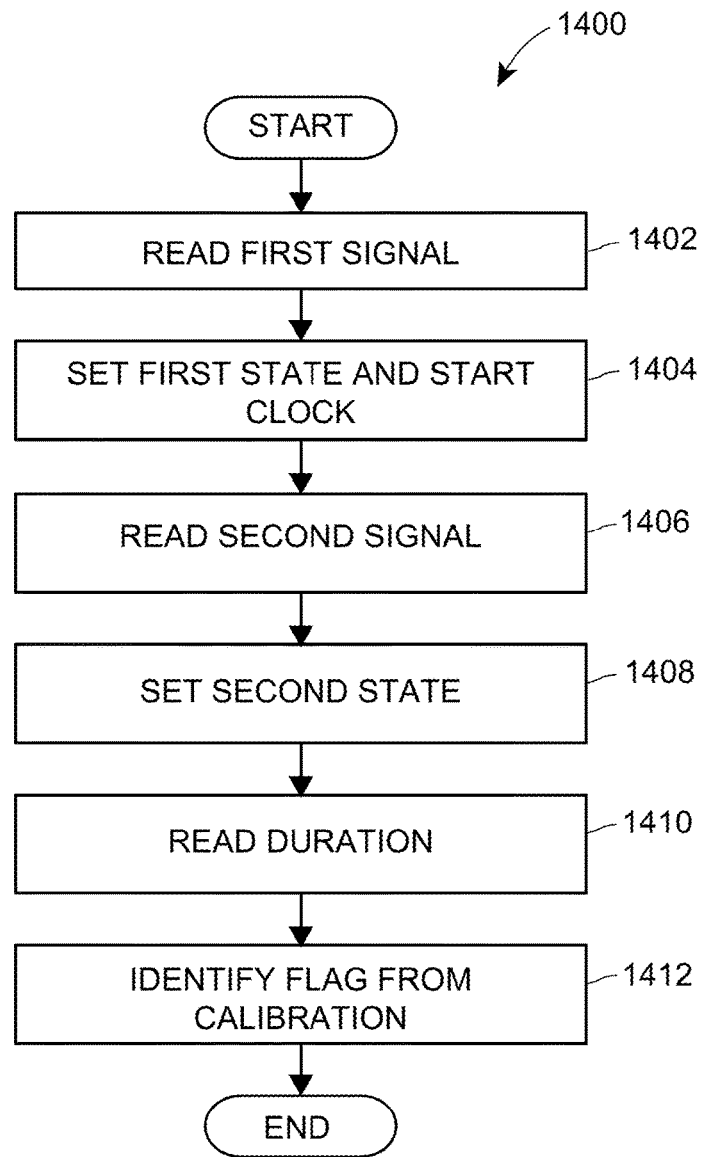 1400
START
READ FIRST SIGNAL
1402
SET FIRST STATE AND START
CLOCK
1404
READ SECOND SIGNAL
1406
SET SECOND STATE
1408
READ DURATION
1410
IDENTIFY FLAG FROM
CALIBRATION
1412
END